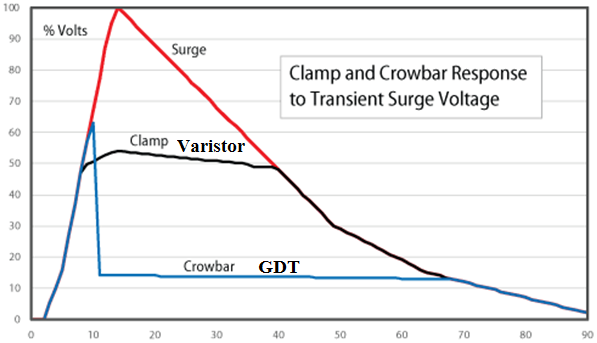 100
% Volts
Surge
90
Clamp and Crowbar Response
to Transient Surge Voltage
80
70
60
Clamp Varistor
50
40
30
20
Crowbar GDT
10
0
0 10 20 30 40 50 60 70 80 90